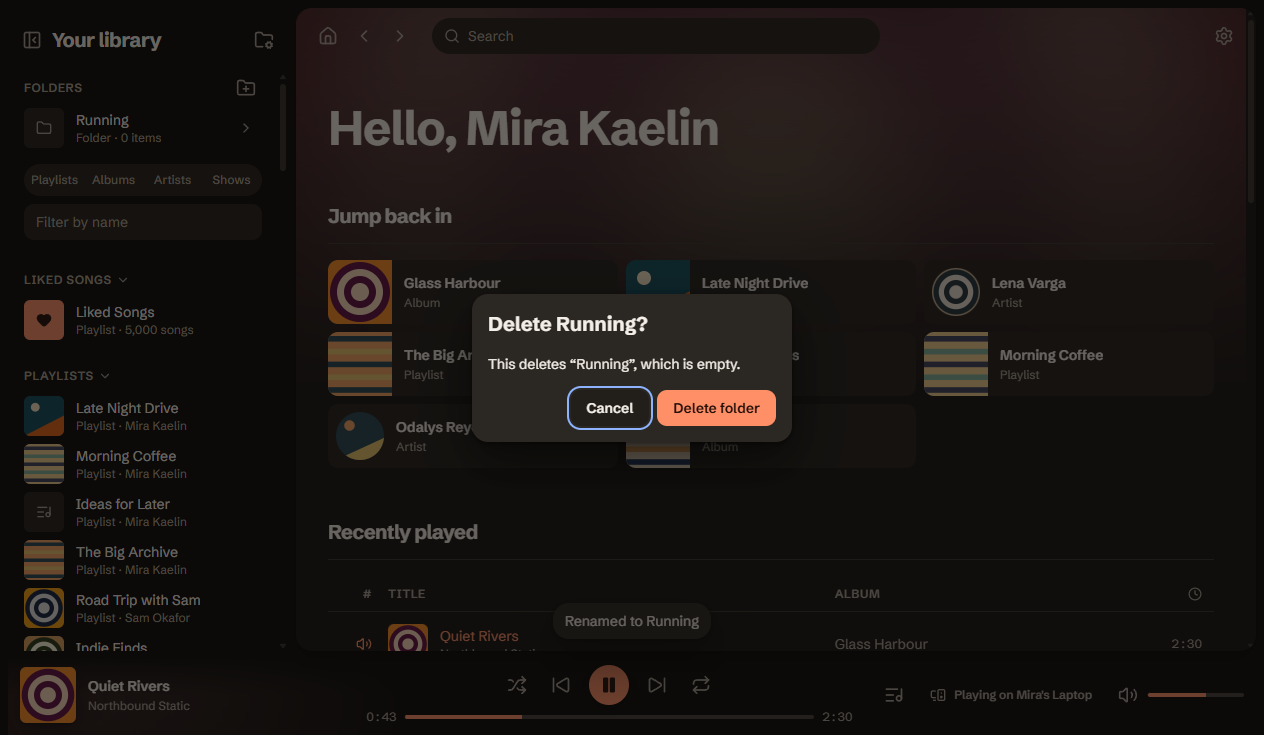 Your library
FOLDERS
Running
Folder · 0 items
Playlists Albums Artists Shows
Filter by name
LIKED SONGS
Liked Songs
Playlist · 5,000 songs
PLAYLISTS
Late Night Drive
Playlist · Mira Kaelin
Morning Coffee
Playlist · Mira Kaelin
Ideas for Later
Playlist · Mira Kaelin
The Big Archive
Playlist · Mira Kaelin
Road Trip with Sam
Playlist · Sam Okafor
Indie Finds
Search
Hello, Mira Kaelin
Jump back in
Glass Harbour
Album
Late Night Drive
Lena Varga
Artist
The Big Ar
Playlist
Morning Coffee
Playlist
Odalys Rey
Artist
Album
Delete Running?
This deletes “Running”, which is empty.
Cancel
Delete folder
Recently played
# TITLE ALBUM
Quiet Rivers
Glass Harbour
2:30
Renamed to Running
Quiet Rivers
Northbound Static
0:43
2:30
Playing on Mira's Laptop